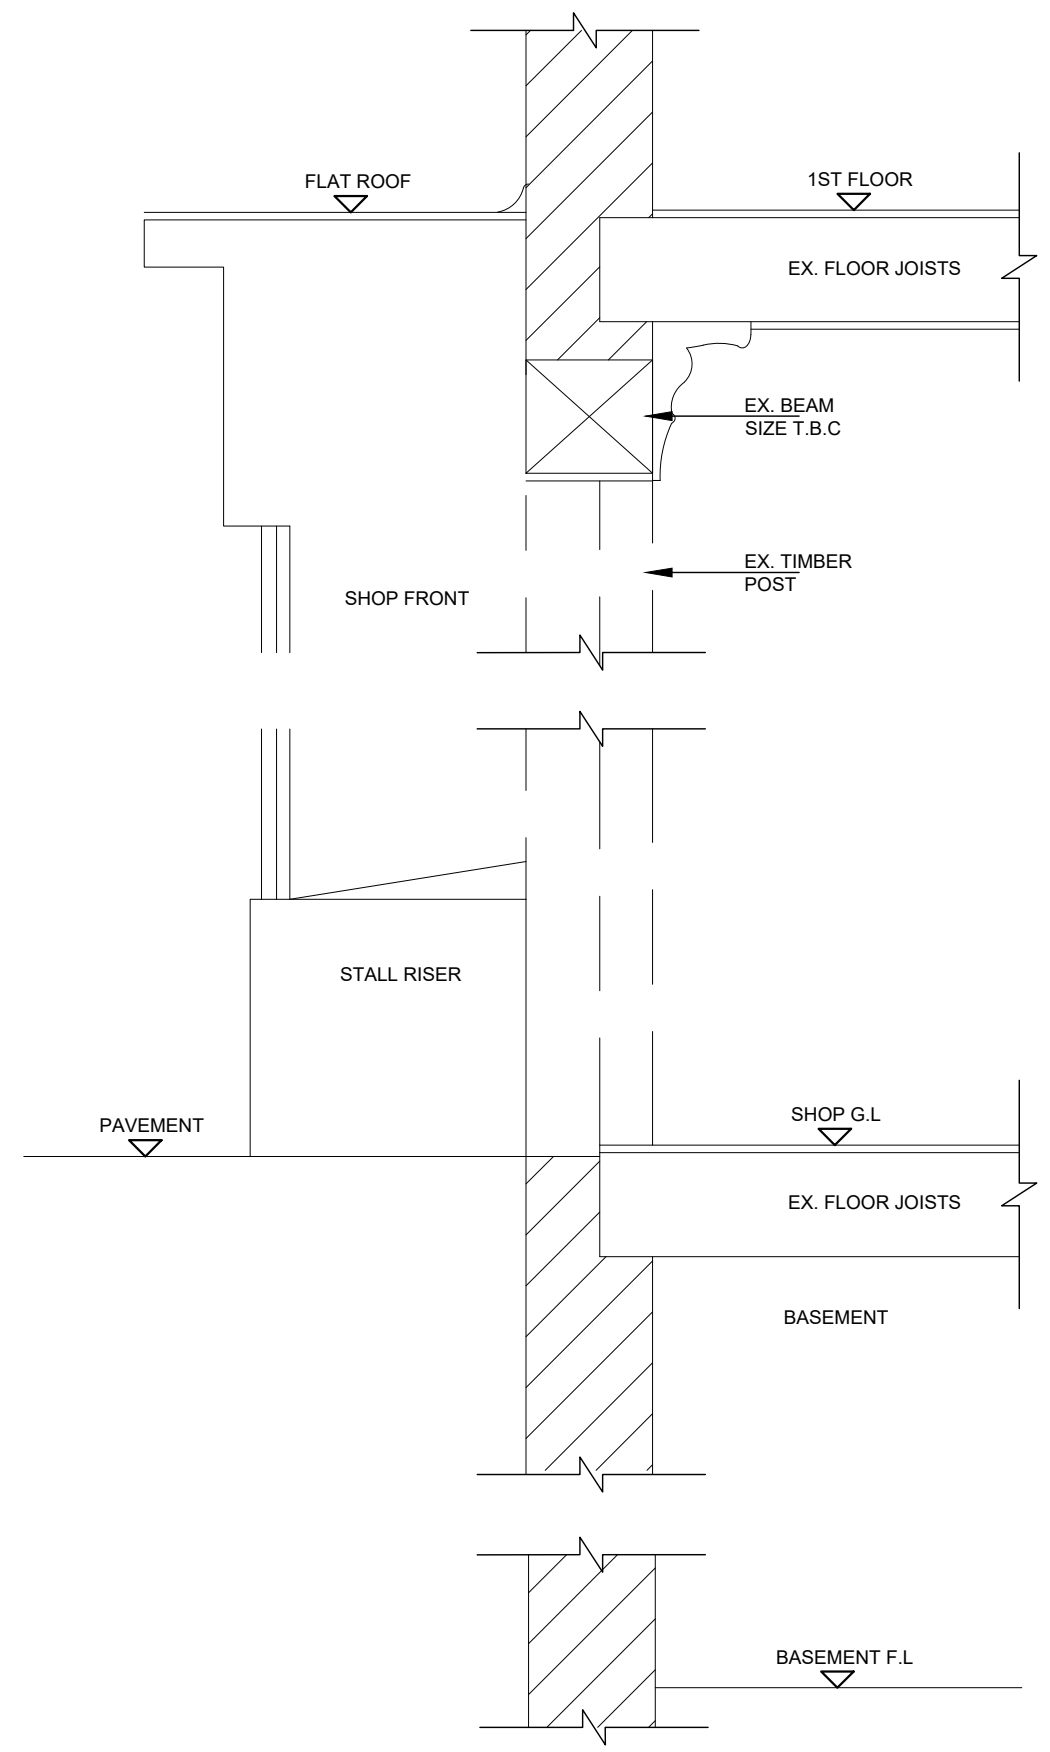 FLAT ROOF
1ST FLOOR
EX. FLOOR JOISTS
EX. BEAM
SIZE T.B.C
EX. TIMBER
POST
SHOP FRONT
STALL RISER
PAVEMENT
SHOP G.L
EX. FLOOR JOISTS
BASEMENT
BASEMENT F.L